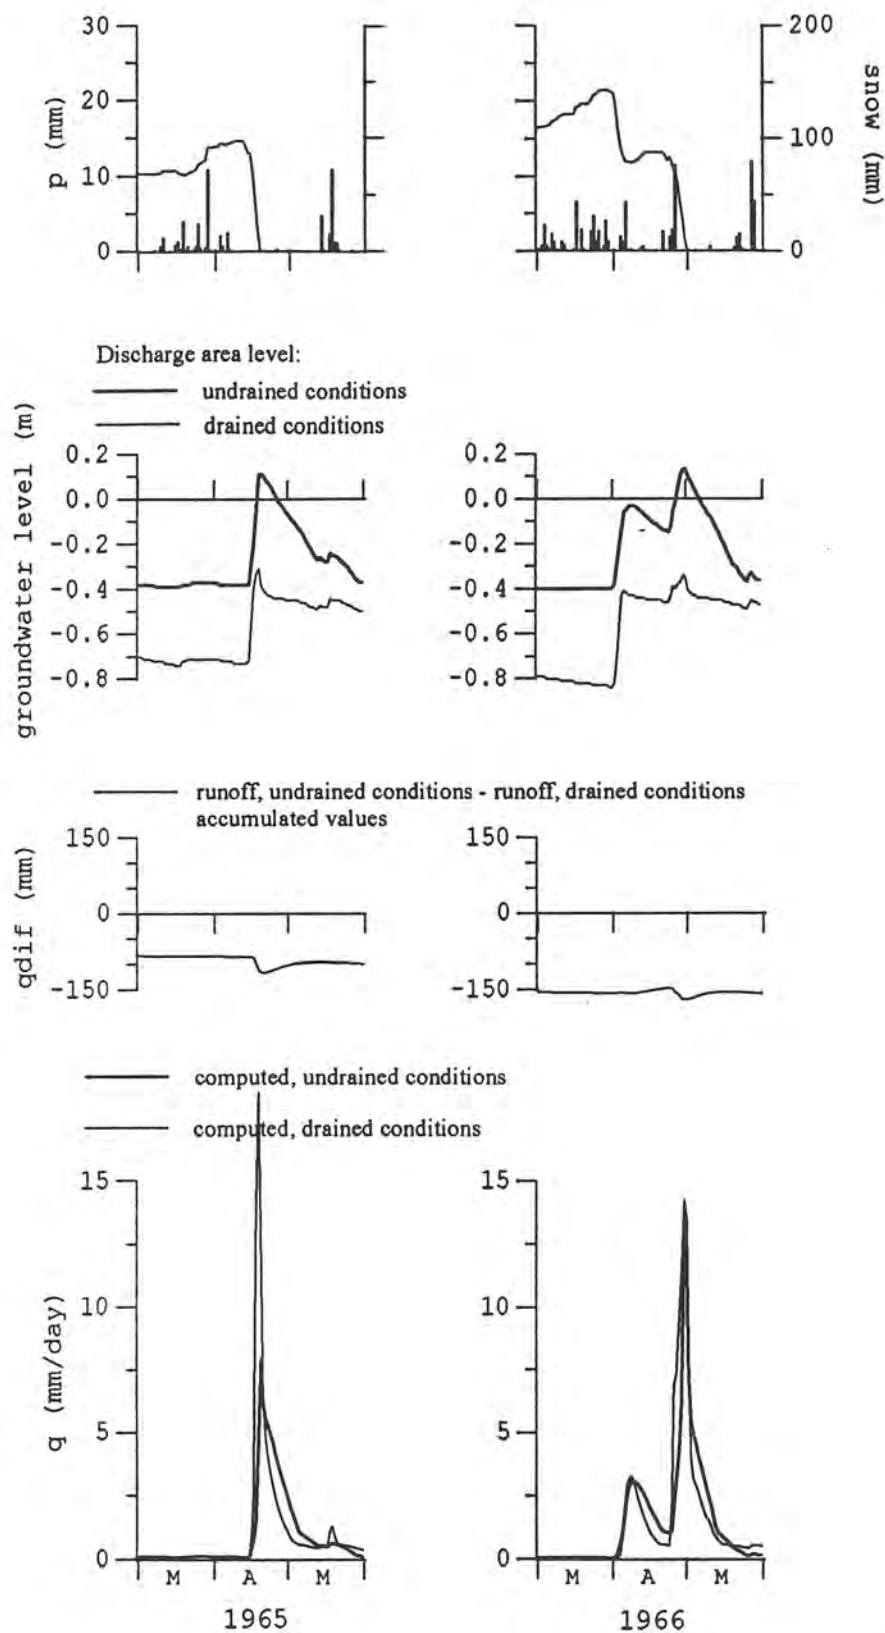 30
20
10
0
p (mm)
200
100
0
snow (mm)
Discharge area level:
undrained conditions
drained conditions
groundwater level (m)
0.2
0.0
-0.2
-0.4
-0.6
-0.8
0.2
0.0
-0.2
-0.4
-0.6
-0.8
runoff, undrained conditions - runoff, drained conditions
accumulated values
qdif (mm)
150
0
-150
150
0
-150
computed, undrained conditions
computed, drained conditions
q (mm/day)
15
10
5
0
15
10
5
0
M A M
M A M
1965
1966